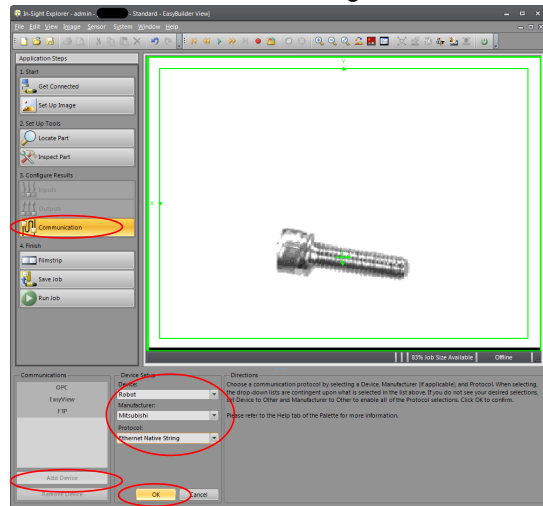 In-Sight Explorer - admin - - Standard - EasyBuilder View]
File Edit View Image Sensor System Window Help
Application Steps
1. Start
Get Connected
Set Up Image
2. Set Up Tools
Locate Part
Inspect Part
3. Configure Results
Inputs
Outputs
Communication
4. Finish
Filmstrip
Save Job
Run Job
Y
X
83% Job Size Available Offline
Communications
OPC
EasyView
FTP
Add Device
Remove Device
Device Setup
Device:
Robot
Manufacturer:
Mitsubishi
Protocol:
Ethernet Native String
OK Cancel
Directions
Choose a communication protocol by selecting a Device, Manufacturer (if applicable), and Protocol. When selecting,
the drop-down lists are contingent upon what is selected in the list above. If you do not see your desired selections,
set Device to Other and Manufacturer to Other to enable all of the Protocol selections. Click OK to confirm.
Please refer to the Help tab of the Palette for more information.